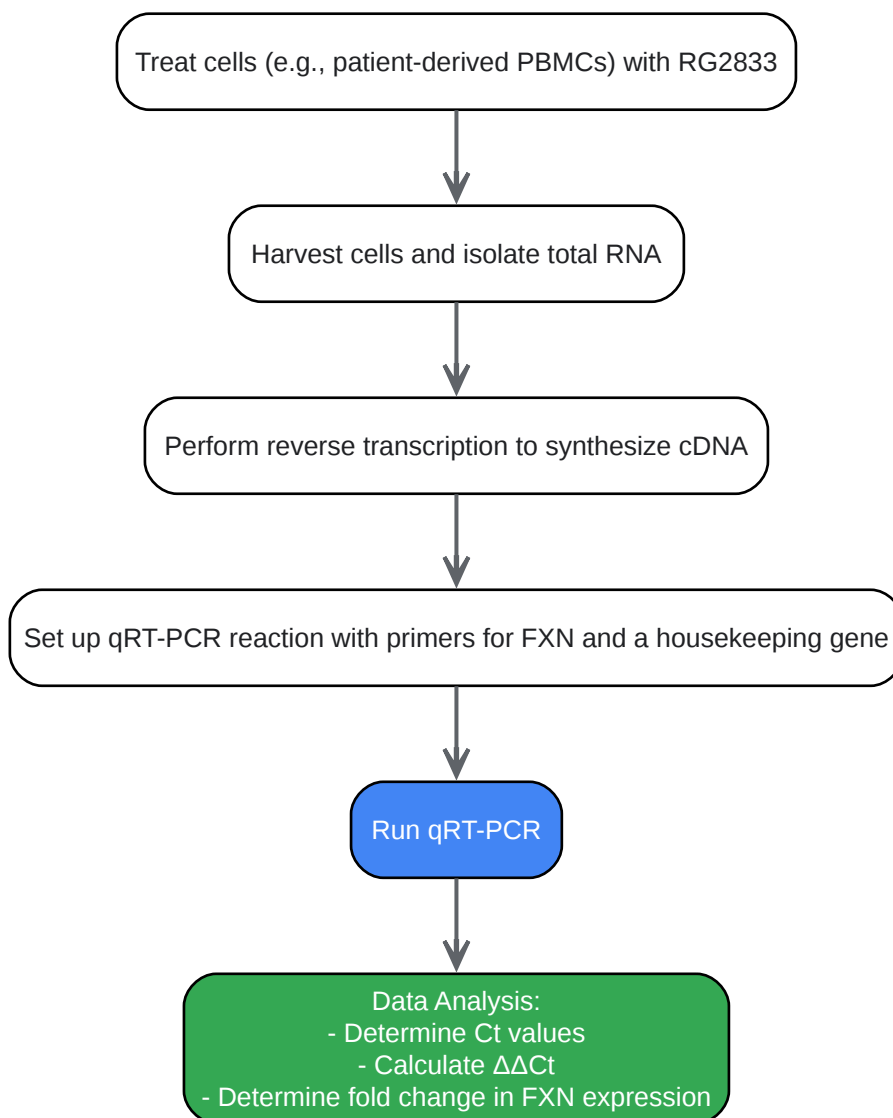 Treat cells (e.g., patient-derived PBMCs) with RG2833
Harvest cells and isolate total RNA
Perform reverse transcription to synthesize cDNA
Set up qRT-PCR reaction with primers for FXN and a housekeeping gene
Run qRT-PCR
Data Analysis:
- Determine Ct values
- Calculate ΔΔCt
- Determine fold change in FXN expression